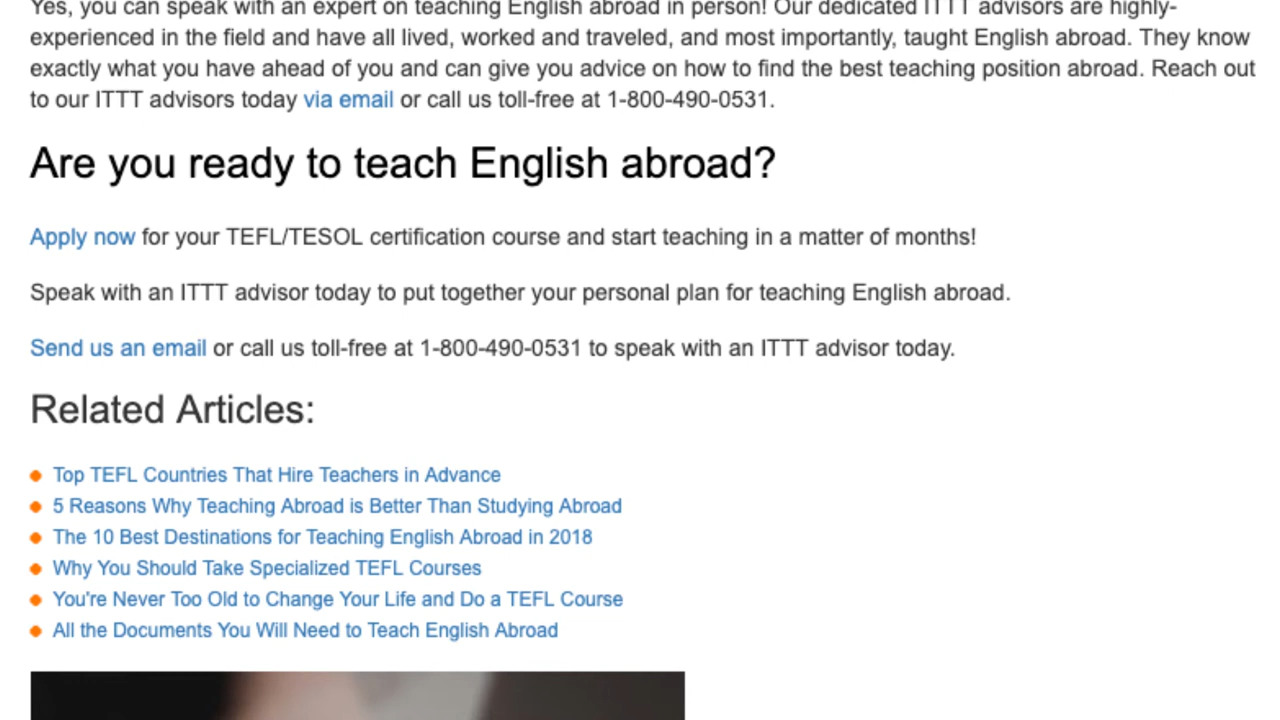 Yes, you can speak with an expert on teaching English abroad in person! Our dedicated ITTT advisors are highly-
experienced in the field and have all lived, worked and traveled, and most importantly, taught English abroad. They know
exactly what you have ahead of you and can give you advice on how to find the best teaching position abroad. Reach out
to our ITTT advisors today via email or call us toll-free at 1-800-490-0531.
Are you ready to teach English abroad?
Apply now for your TEFL/TESOL certification course and start teaching in a matter of months!
Speak with an ITTT advisor today to put together your personal plan for teaching English abroad.
Send us an email or call us toll-free at 1-800-490-0531 to speak with an ITTT advisor today.
Related Articles:
Top TEFL Countries That Hire Teachers in Advance
5 Reasons Why Teaching Abroad is Better Than Studying Abroad
The 10 Best Destinations for Teaching English Abroad in 2018
Why You Should Take Specialized TEFL Courses
You're Never Too Old to Change Your Life and Do a TEFL Course
All the Documents You Will Need to Teach English Abroad